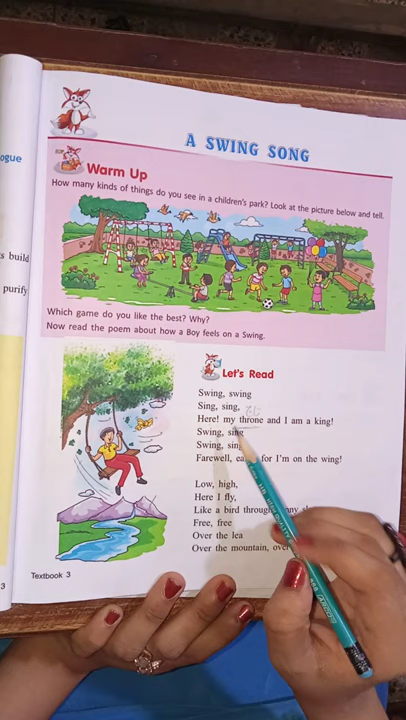 ogue
s build
purify
3
A SWING SONG
Warm Up
How many kinds of things do you see in a children's park? Look at the picture below and tell.
Which game do you like the best? Why?
Now read the poem about how a Boy feels on a Swing.
Let's Read
Swing, swing
Sing, sing,
Here! my throne and I am a king!
Swing, sing
Swing, sing
Farewell, for I'm on the wing!
Low, high,
Here I fly,
Like a bird through
Free, free
Over the lea
Over the mountain,
Textbook 3